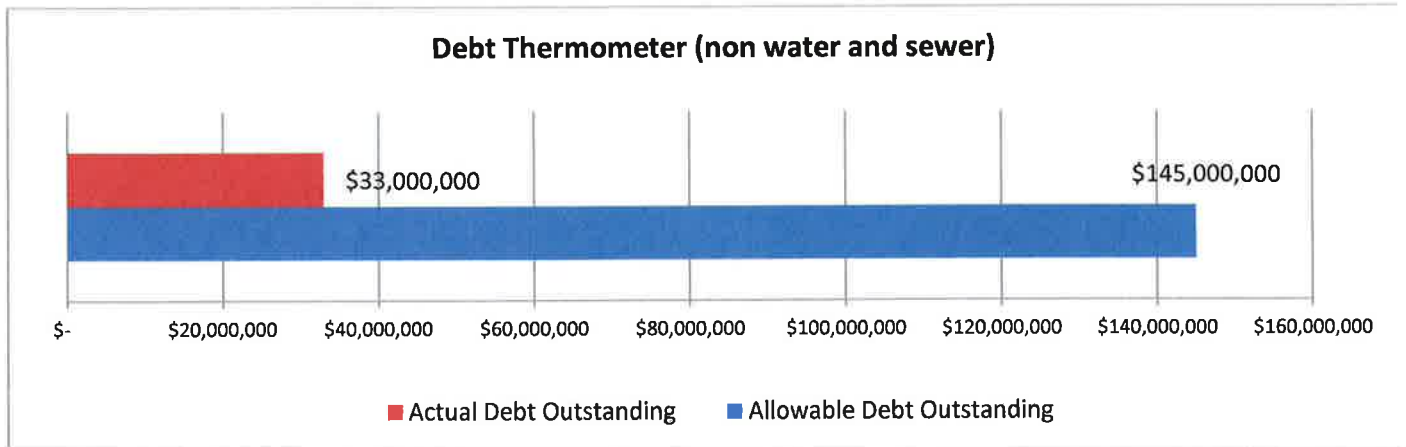 Debt Thermometer (non water and sewer)
$33,000,000
$145,000,000
$- $20,000,000 $40,000,000 $60,000,000 $80,000,000 $100,000,000 $120,000,000 $140,000,000 $160,000,000
Actual Debt Outstanding Allowable Debt Outstanding